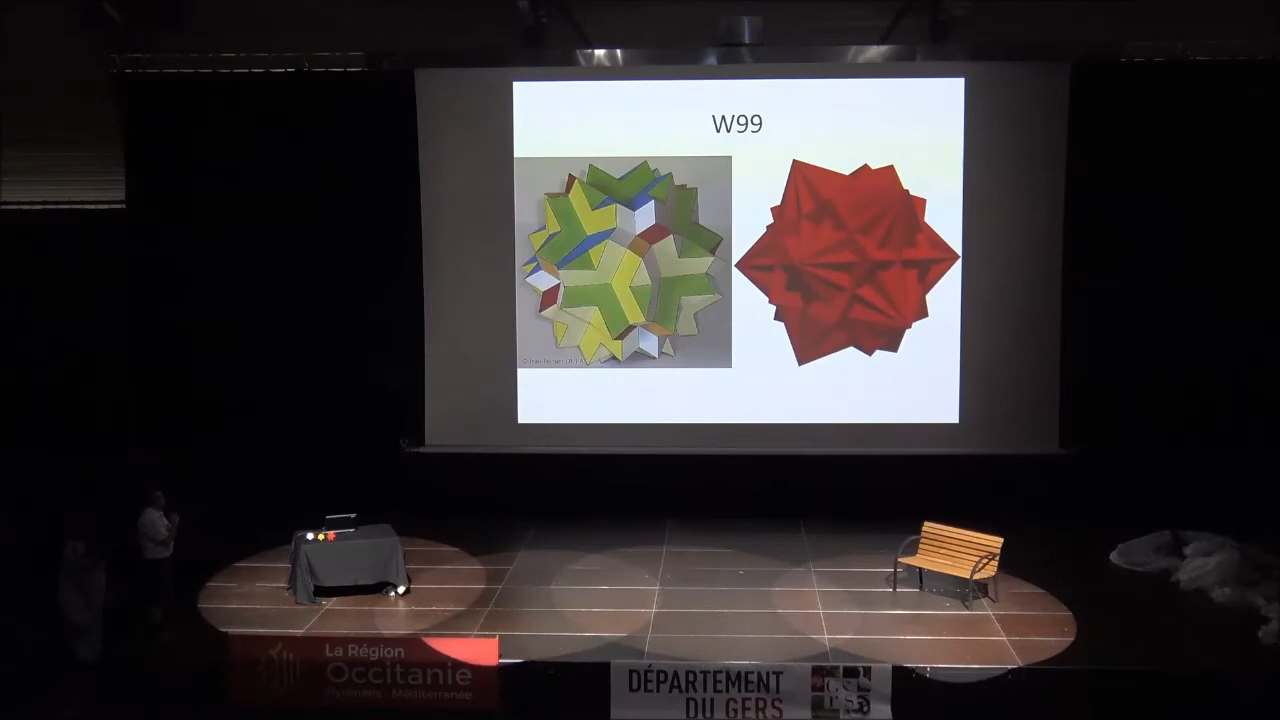 W99
La Région
Occitanie
Pyrénées Méditerranée
DÉPARTEMENT
DU GERS